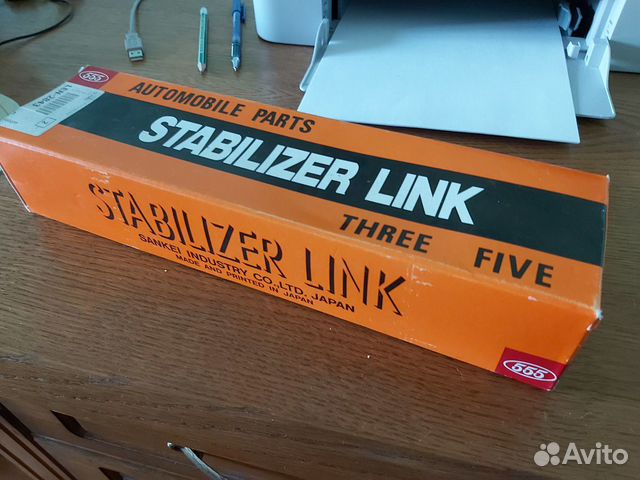 555
AUTOMOBILE PARTS
STABILIZER LINK
THREE FIVE
STABILIZER LINK
SANKEI INDUSTRY CO., LTD. JAPAN
MADE AND PRINTED IN JAPAN
555
Avito